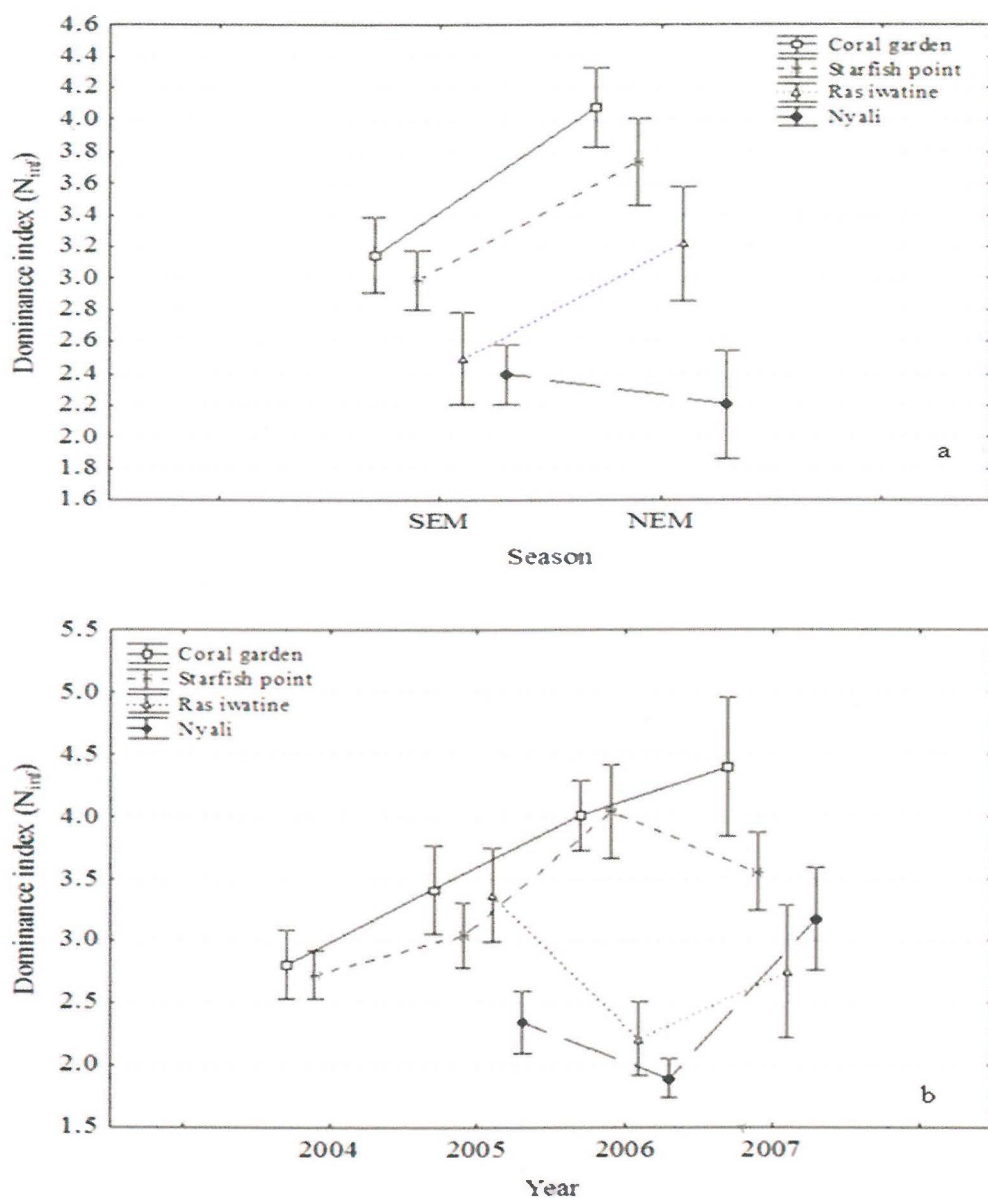 4.6
4.4
4.2
4.0
3.8
3.6
3.4
3.2
3.0
2.8
2.6
2.4
2.2
2.0
1.8
1.6
Dominance index (N_inf)
Coral garden
Starfish point
Ras iwatine
Nyali
a
SEM NEM
Season
5.5
5.0
4.5
4.0
3.5
3.0
2.5
2.0
1.5
Dominance index (N_inf)
Coral garden
Starfish point
Ras iwatine
Nyali
b
2004 2005 2006 2007
Year